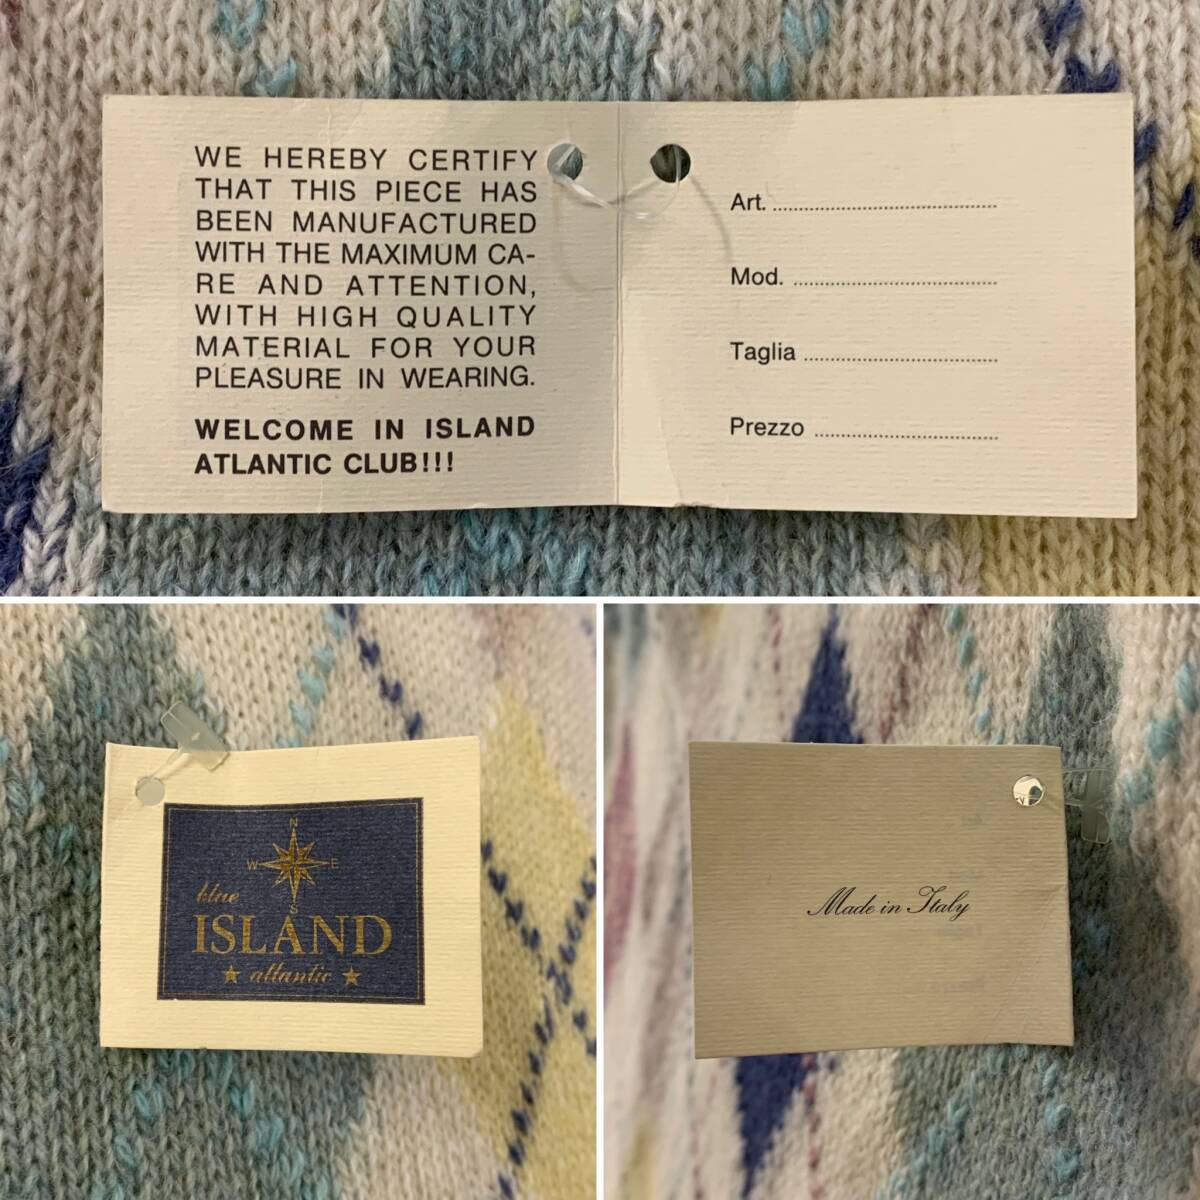 WE HEREBY CERTIFY
THAT THIS PIECE HAS
BEEN MANUFACTURED
WITH THE MAXIMUM CA-
RE AND ATTENTION,
WITH HIGH QUALITY
MATERIAL FOR YOUR
PLEASURE IN WEARING.
WELCOME IN ISLAND
ATLANTIC CLUB!!!
Art. ........................................
Mod. ........................................
Taglia ........................................
Prezzo ........................................
N
W E
S
blue
ISLAND
★ atlantic ★
Made in Italy